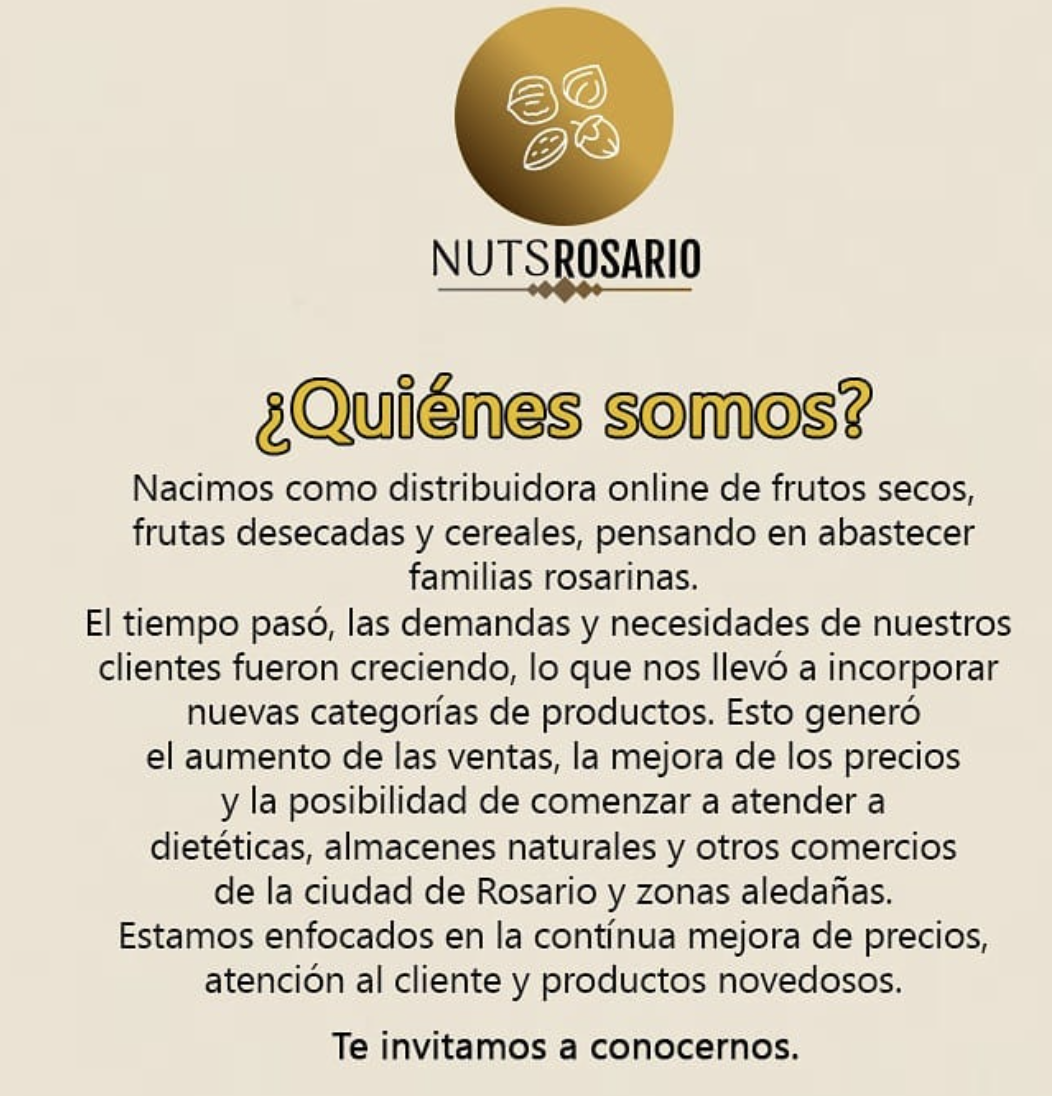 NUTSROSARIO
¿Quiénes somos?
Nacimos como distribuidora online de frutos secos,
frutas desecadas y cereales, pensando en abastecer
familias rosarinas.
El tiempo pasó, las demandas y necesidades de nuestros
clientes fueron creciendo, lo que nos llevó a incorporar
nuevas categorías de productos. Esto generó
el aumento de las ventas, la mejora de los precios
y la posibilidad de comenzar a atender a
dietéticas, almacenes naturales y otros comercios
de la ciudad de Rosario y zonas aledañas.
Estamos enfocados en la contínua mejora de precios,
atención al cliente y productos novedosos.
Te invitamos a conocernos.